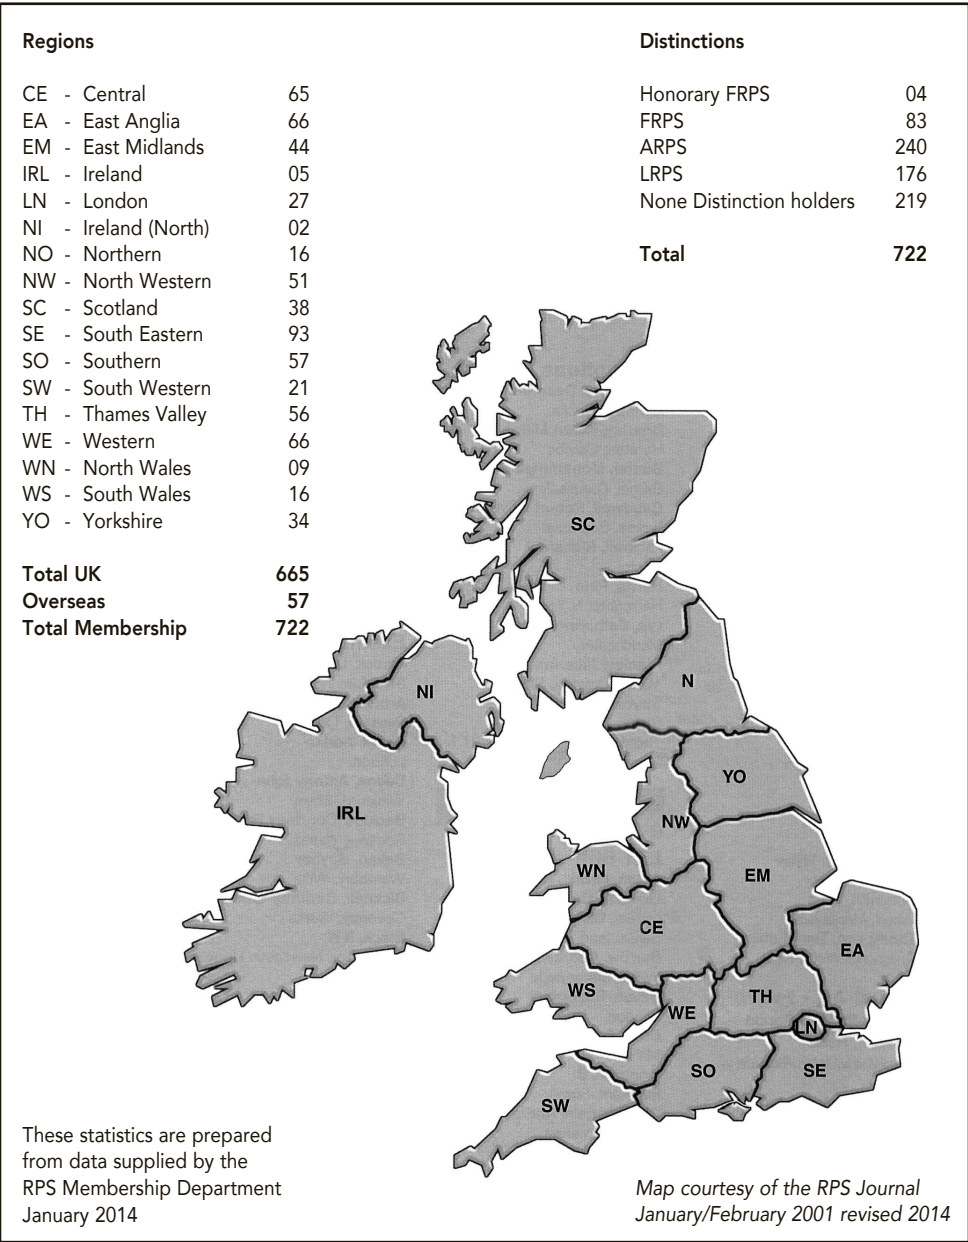 Regions
CE - Central 65
EA - East Anglia 66
EM - East Midlands 44
IRL - Ireland 05
LN - London 27
NI - Ireland (North) 02
NO - Northern 16
NW - North Western 51
SC - Scotland 38
SE - South Eastern 93
SO - Southern 57
SW - South Western 21
TH - Thames Valley 56
WE - Western 66
WN - North Wales 09
WS - South Wales 16
YO - Yorkshire 34
Total UK 665
Overseas 57
Total Membership 722
Distinctions
Honorary FRPS 04
FRPS 83
ARPS 240
LRPS 176
None Distinction holders 219
Total 722
SC
N
NI
YO
IRL
NW
WN
EM
CE
EA
WS
TH
WE
LN
SO
SE
SW
These statistics are prepared
from data supplied by the
RPS Membership Department
January 2014
Map courtesy of the RPS Journal
January/February 2001 revised 2014